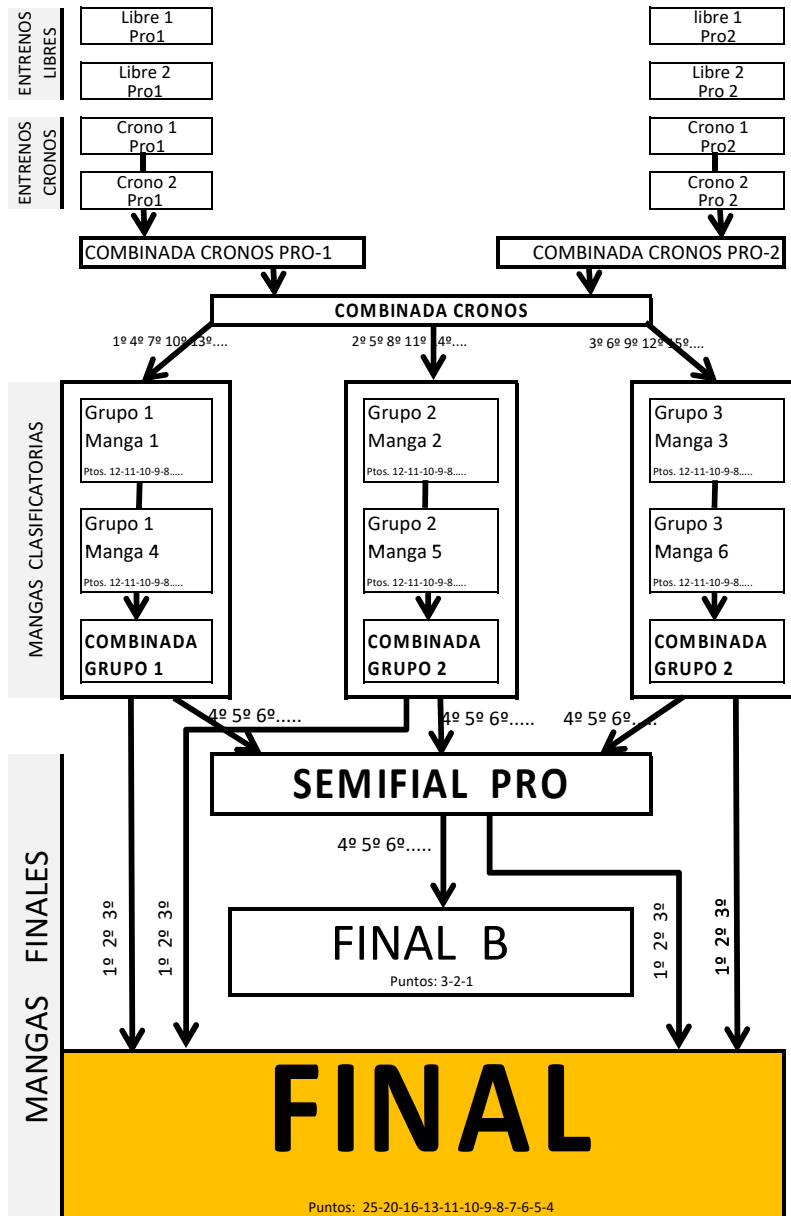 ENTRENOS
LIBRES
Libre 1
Pro1
libre 1
Pro2
Libre 2
Pro1
Libre 2
Pro 2
ENTRENOS
CRONOS
Crono 1
Pro1
Crono 1
Pro2
Crono 2
Pro1
Crono 2
Pro 2
COMBINADA CRONOS PRO-1
COMBINADA CRONOS PRO-2
COMBINADA CRONOS
1º 4º 7º 10º 13º....
2º 5º 8º 11º 14º....
3º 6º 9º 12º 15º....
MANGAS CLASIFICATORIAS
Grupo 1
Manga 1
Ptos. 12-11-10-9-8.....
Grupo 2
Manga 2
Ptos. 12-11-10-9-8.....
Grupo 3
Manga 3
Ptos. 12-11-10-9-8.....
Grupo 1
Manga 4
Ptos. 12-11-10-9-8.....
Grupo 2
Manga 5
Ptos. 12-11-10-9-8.....
Grupo 3
Manga 6
Ptos. 12-11-10-9-8.....
COMBINADA
GRUPO 1
COMBINADA
GRUPO 2
COMBINADA
GRUPO 2
4º 5º 6º.....
4º 5º 6º.....
4º 5º 6º.....
MANGAS FINALES
SEMIFIAL PRO
4º 5º 6º.....
1º 2º 3º
1º 2º 3º
1º 2º 3º
1º 2º 3º
FINAL B
Puntos: 3-2-1
FINAL
Puntos: 25-20-16-13-11-10-9-8-7-6-5-4